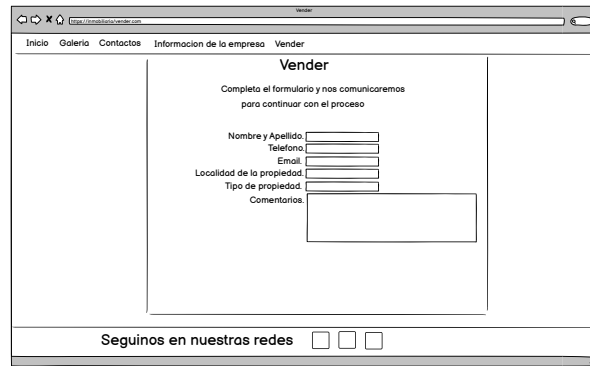 Vender
https://inmobiliaria/vender.com
Inicio Galeria Contactos Informacion de la empresa Vender
Vender
Completa el formulario y nos comunicaremos
para continuar con el proceso
Nombre y Apellido.
Telefono.
Email.
Localidad de la propiedad.
Tipo de propiedad.
Comentarios.
Seguinos en nuestras redes